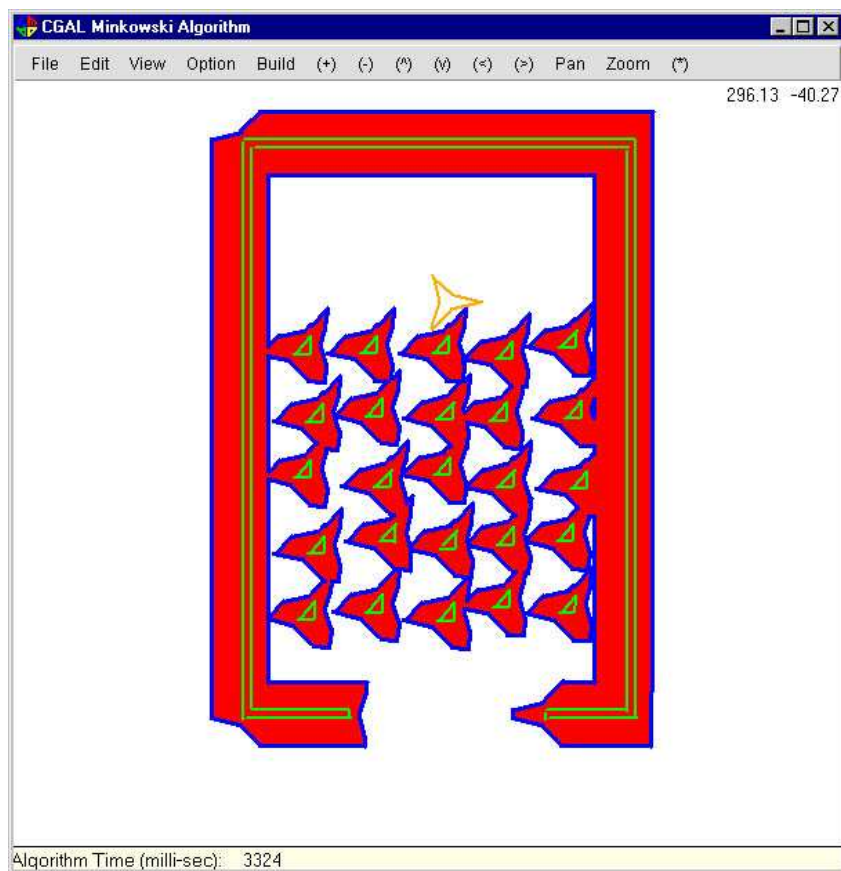 CGAL Minkowski Algorithm
File Edit View Option Build (+) (-) (^) (v) (<) (>) Pan Zoom (*)
296.13 -40.27
Algorithm Time (milli-sec): 3324